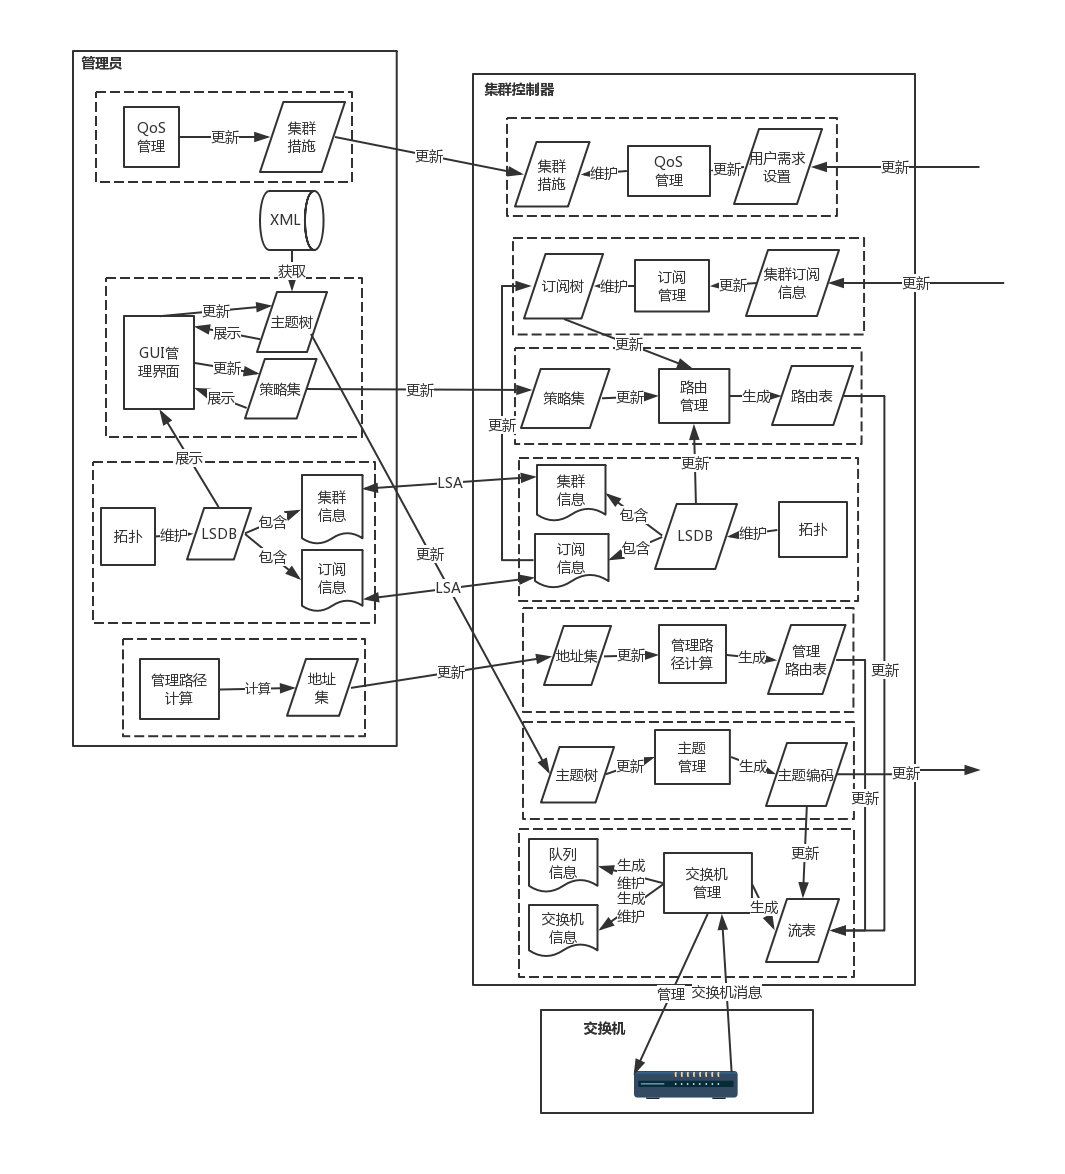 管理员
QoS
管理
更新
集群
措施
XML
获取
更新
主题树
展示
GUI管
理界面
更新
策略集
展示
展示
拓扑
维护
LSDB
包含
集群
信息
包含
订阅
信息
管理路径
计算
计算
地址
集
更新
更新
LSA
更新
LSA
更新
集群控制器
集群
措施
维护
QoS
管理
更新
用户需求
设置
更新
订阅树
维护
订阅
管理
更新
集群订阅
信息
更新
更新
策略集
更新
路由
管理
生成
路由表
更新
更新
集群
信息
包含
LSDB
维护
拓扑
订阅
信息
包含
地址集
更新
管理路
径计算
生成
管理
路由表
更新
主题树
更新
主题
管理
生成
主题编码
更新
更新
更新
队列
信息
生成
维护
交换机
管理
生成
维护
交换机
信息
生成
流表
管理
交换机消息
交换机